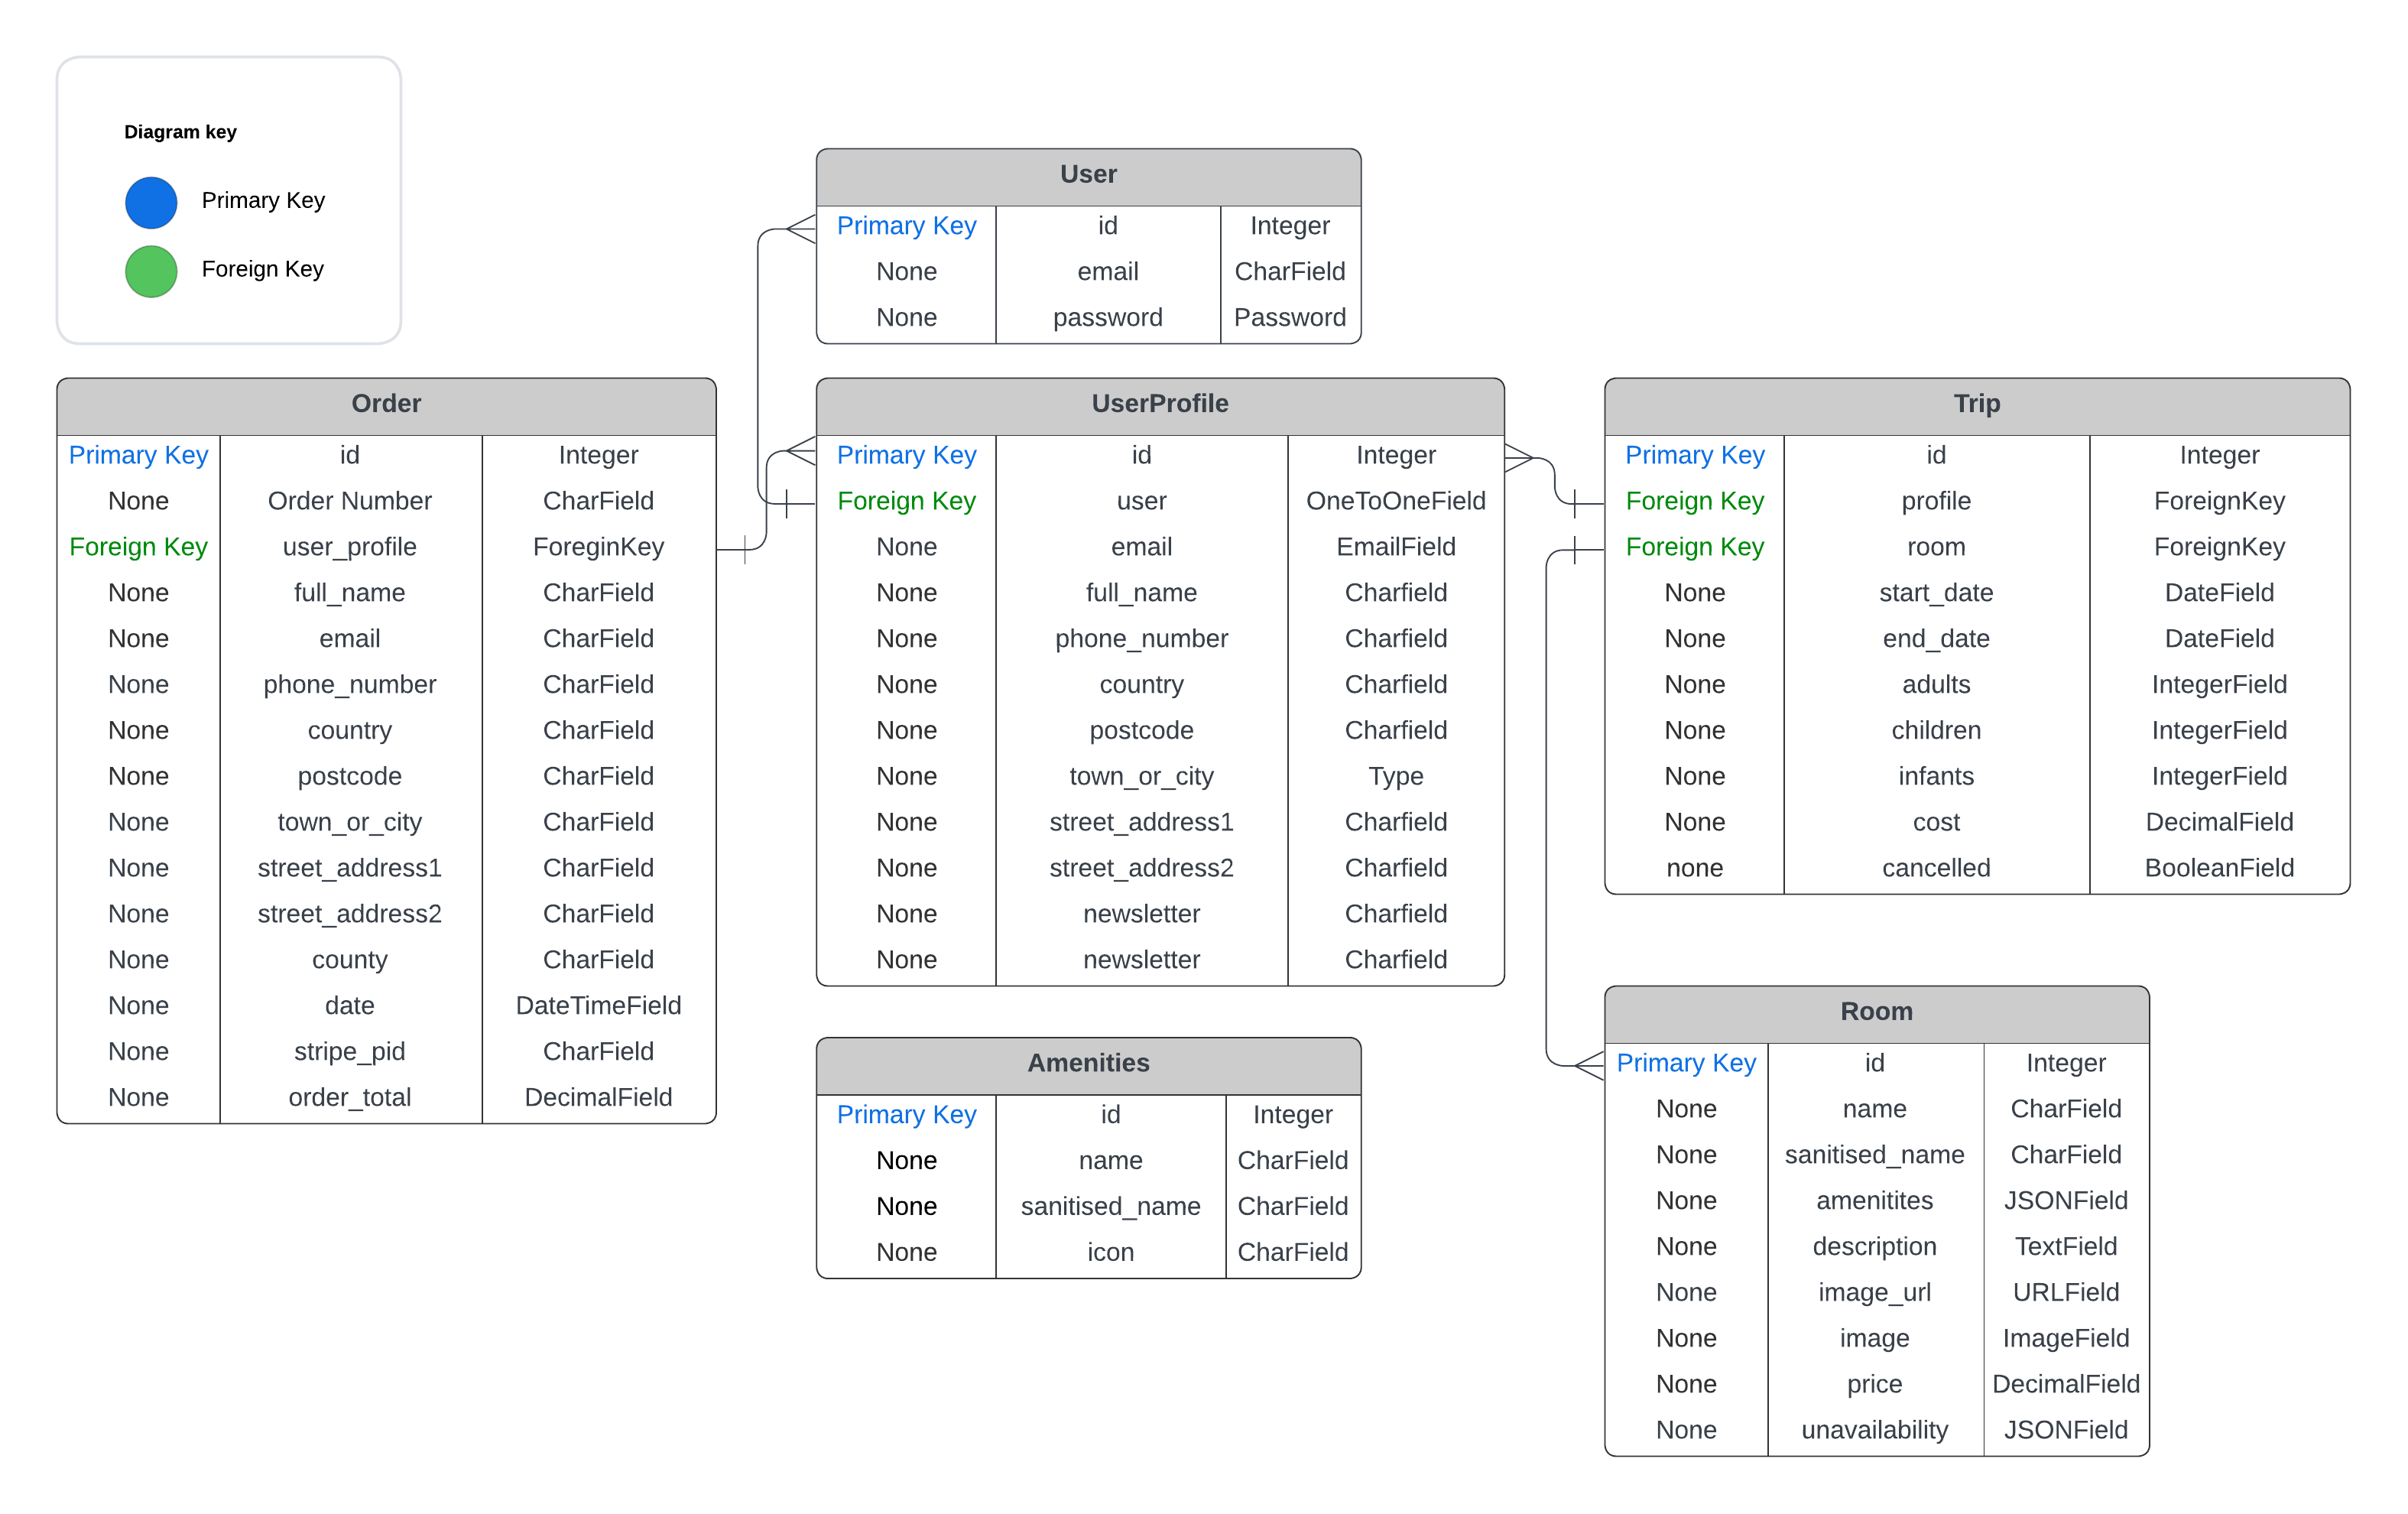 Diagram key
Primary Key
Foreign Key
User
Primary Key id Integer
None email CharField
None password Password
Order
Primary Key id Integer
None Order Number CharField
Foreign Key user_profile ForeginKey
None full_name CharField
None email CharField
None phone_number CharField
None country CharField
None postcode CharField
None town_or_city CharField
None street_address1 CharField
None street_address2 CharField
None county CharField
None date DateTimeField
None stripe_pid CharField
None order_total DecimalField
UserProfile
Primary Key id Integer
Foreign Key user OneToOneField
None email EmailField
None full_name Charfield
None phone_number Charfield
None country Charfield
None postcode Charfield
None town_or_city Type
None street_address1 Charfield
None street_address2 Charfield
None newsletter Charfield
None newsletter Charfield
Trip
Primary Key id Integer
Foreign Key profile ForeignKey
Foreign Key room ForeignKey
None start_date DateField
None end_date DateField
None adults IntegerField
None children IntegerField
None infants IntegerField
None cost DecimalField
none cancelled BooleanField
Amenities
Primary Key id Integer
None name CharField
None sanitised_name CharField
None icon CharField
Room
Primary Key id Integer
None name CharField
None sanitised_name CharField
None amenitites JSONField
None description TextField
None image_url URLField
None image ImageField
None price DecimalField
None unavailability JSONField